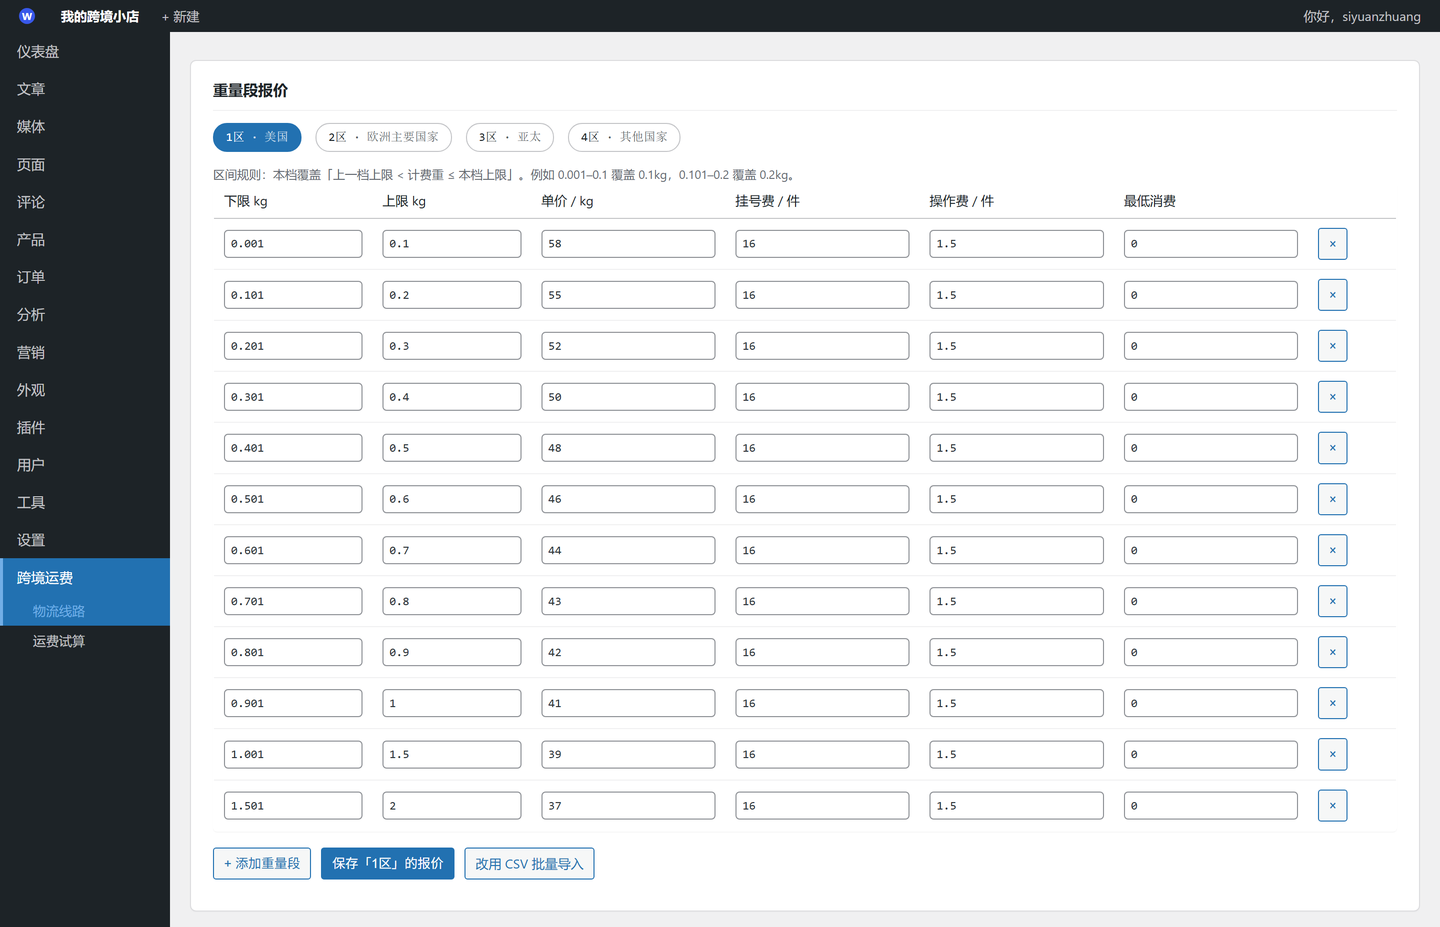 W 我的跨境小店 + 新建 你好，siyuanzhuang
仪表盘
文章
媒体
页面
评论
产品
订单
分析
营销
外观
插件
用户
工具
设置
跨境运费
物流线路
运费试算
重量段报价
1区 · 美国 2区 · 欧洲主要国家 3区 · 亚太 4区 · 其他国家
区间规则：本档覆盖「上一档上限 < 计费重 ≤ 本档上限」。例如 0.001–0.1 覆盖 0.1kg，0.101–0.2 覆盖 0.2kg。
下限 kg 上限 kg 单价 / kg 挂号费 / 件 操作费 / 件 最低消费
0.001 0.1 58 16 1.5 0 ×
0.101 0.2 55 16 1.5 0 ×
0.201 0.3 52 16 1.5 0 ×
0.301 0.4 50 16 1.5 0 ×
0.401 0.5 48 16 1.5 0 ×
0.501 0.6 46 16 1.5 0 ×
0.601 0.7 44 16 1.5 0 ×
0.701 0.8 43 16 1.5 0 ×
0.801 0.9 42 16 1.5 0 ×
0.901 1 41 16 1.5 0 ×
1.001 1.5 39 16 1.5 0 ×
1.501 2 37 16 1.5 0 ×
+ 添加重量段 保存「1区」的报价 改用 CSV 批量导入